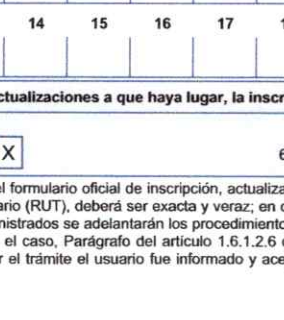 14 15 16 17
ctualizaciones a que haya lugar, la inscri
X
el formulario oficial de inscripción, actualiza
ario (RUT), deberá ser exacta y veraz; en c
nistrados se adelantarán los procedimiento
el caso, Parágrafo del artículo 1.6.1.2.6
r el trámite el usuario fue informado y ace